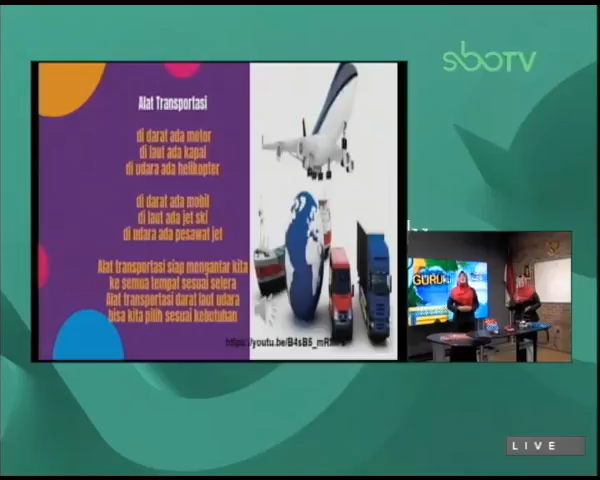 sboTV
Alat Transportasi
di darat ada motor
di laut ada kapal
di udara ada helikopter
di darat ada mobil
di laut ada jet ski
di udara ada pesawat jet
Alat transportasi siap mengantar kita
ke semua tempat sesuai selera
Alat transportasi darat laut udara
bisa kita pilih sesuai kebutuhan
GURU
LIVE